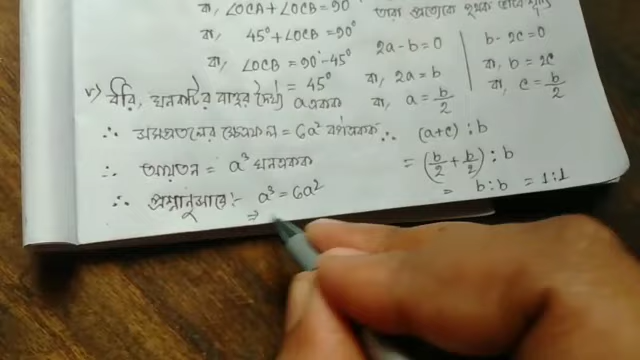 বা, ∠OCA + ∠OCB = 90°
বা, 45° + ∠OCB = 90°
বা, ∠OCB = 90° - 45°
= 45°
তারা প্রত্যেকে পৃথক ভাবে শূন্য
2a - b = 0
বা, 2a = b
বা, a = b/2
b - 2c = 0
বা, b = 2c
বা, c = b/2
∴ (a+c) : b
= (b/2 + b/2) : b
= b : b = 1 : 1
v) ধরি, ঘনকটির বাহুর দৈর্ঘ্য a একক
∴ সমগ্রতলের ক্ষেত্রফল = 6a² বর্গএকক
∴ আয়তন = a³ ঘনএকক
∴ প্রশ্নানুসারে:- a³ = 6a²
⇒